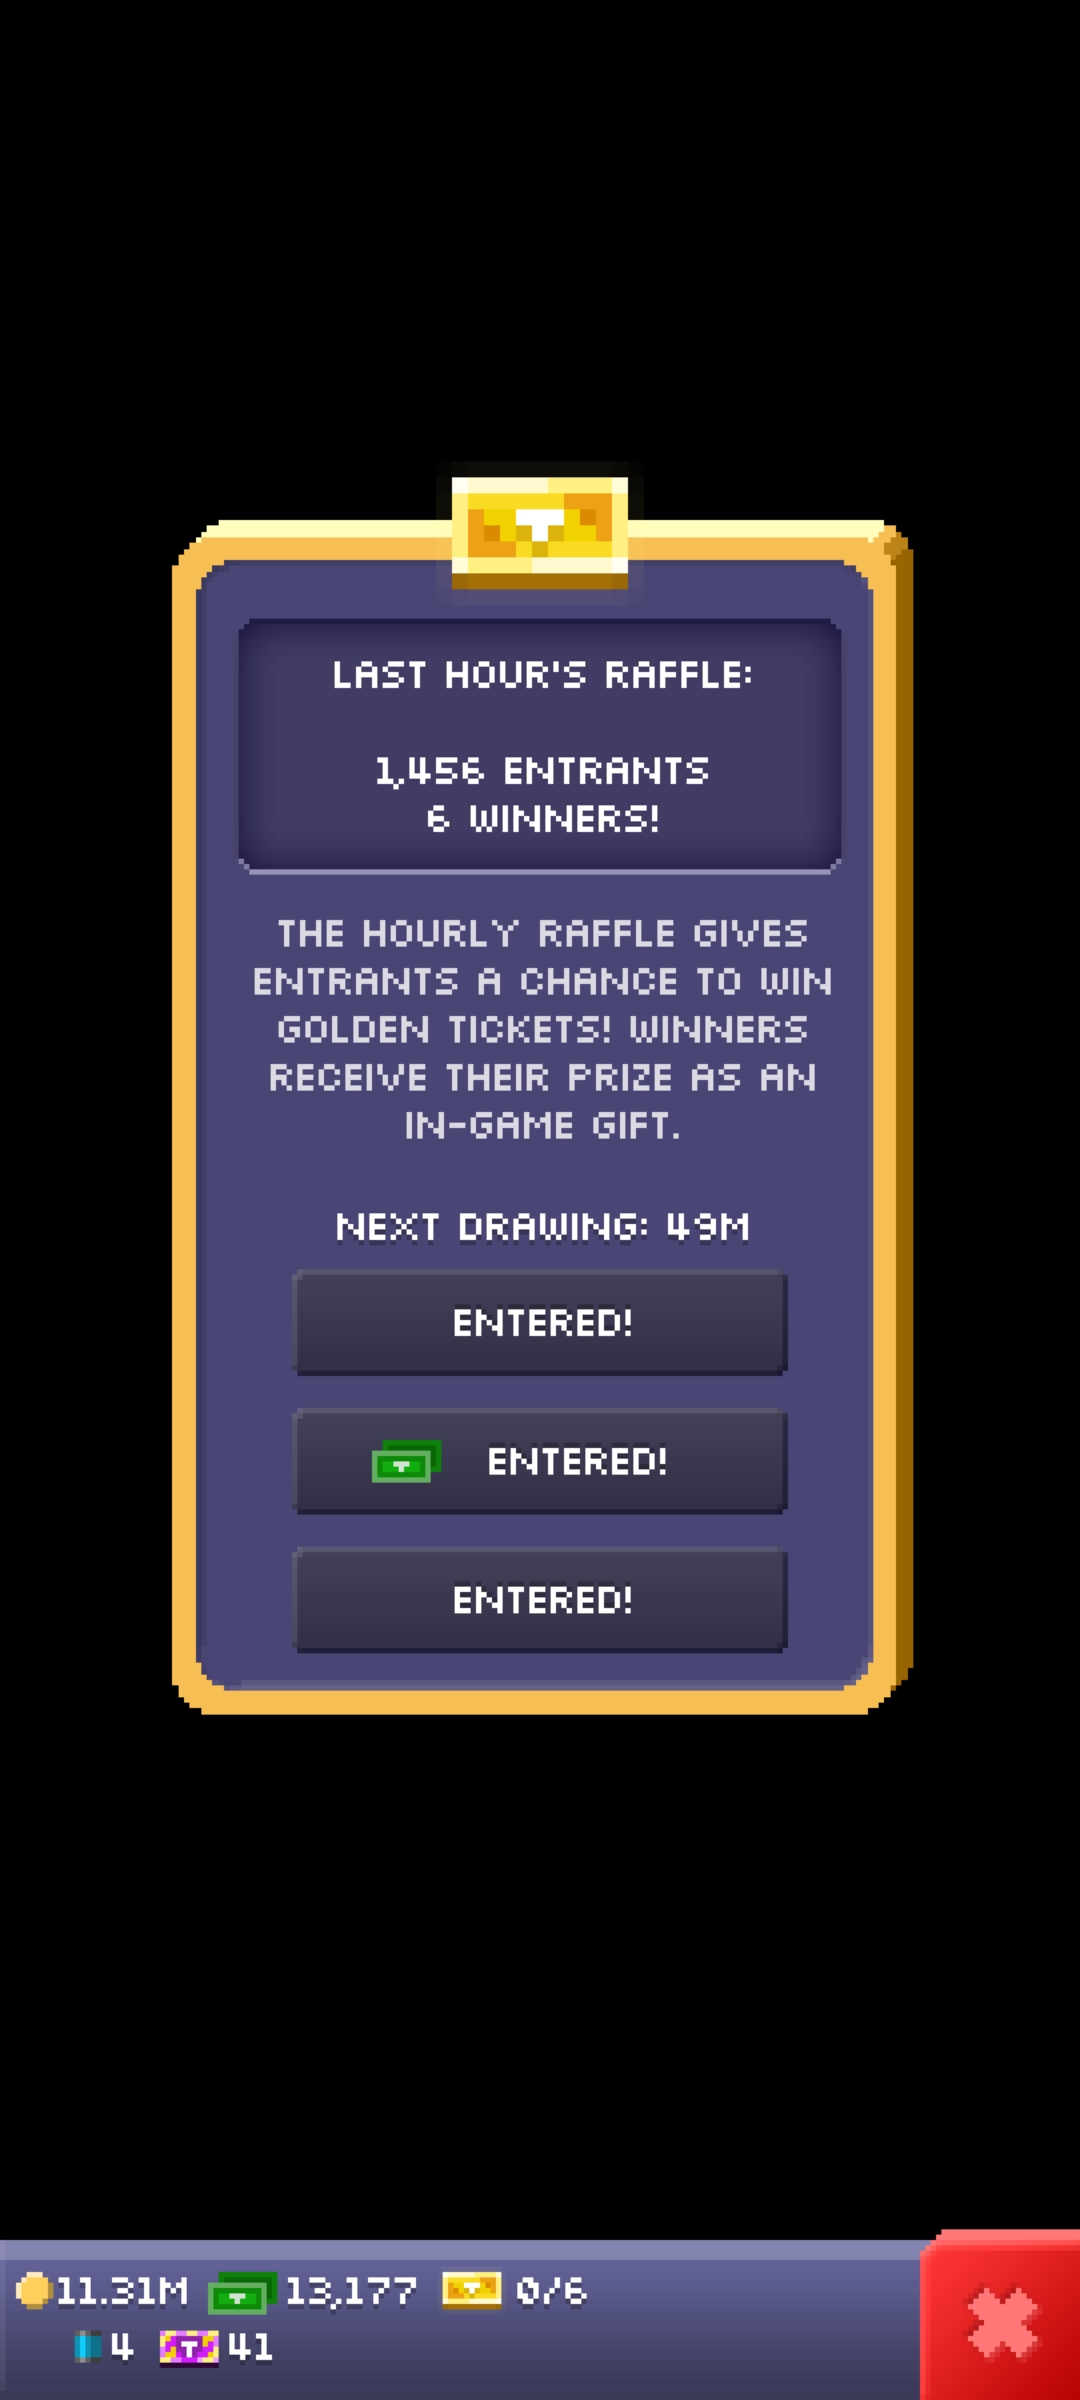 LAST HOUR'S RAFFLE:
1,456 ENTRANTS
6 WINNERS!
THE HOURLY RAFFLE GIVES
ENTRANTS A CHANCE TO WIN
GOLDEN TICKETS! WINNERS
RECEIVE THEIR PRIZE AS AN
IN-GAME GIFT.
NEXT DRAWING: 49M
ENTERED!
ENTERED!
ENTERED!
11.31M 13,177 0/6
4 41